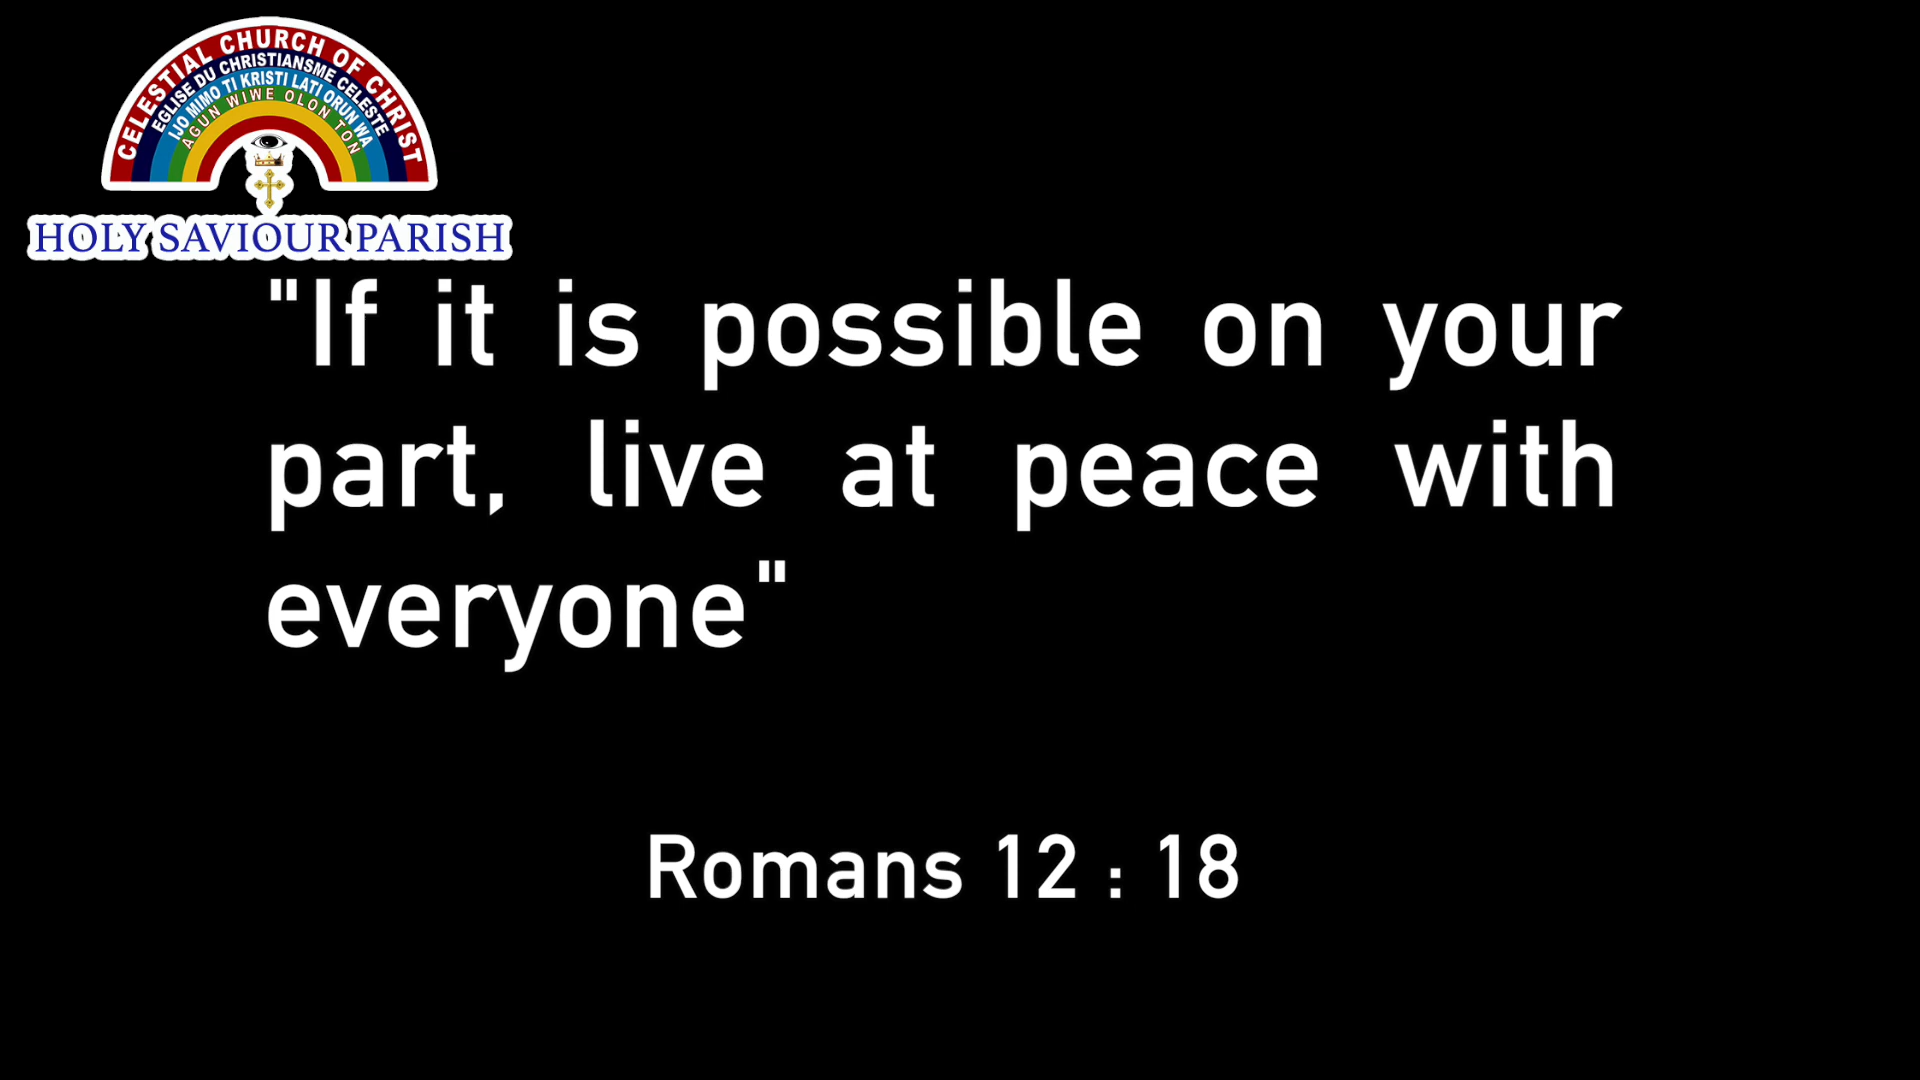 CELESTIAL CHURCH OF CHRIST
EGLISE DU CHRISTIANSME CELESTE
IJO MIMO TI KRISTI LATI ORUN WA
AGUN WIWE OLON TON
HOLY SAVIOUR PARISH
"If it is possible on your
part, live at peace with
everyone"
Romans 12 : 18